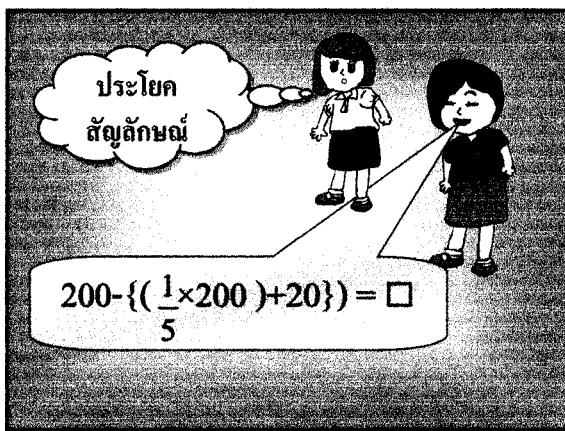 ประโยค
สัญลักษณ์
200-{( 1/5 ×200 )+20}) = □